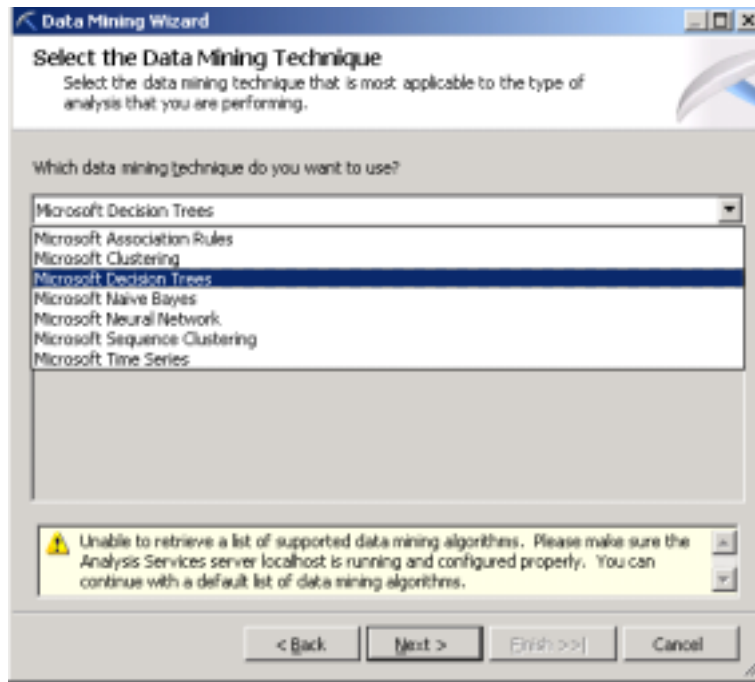 Data Mining Wizard
Select the Data Mining Technique
Select the data mining technique that is most applicable to the type of
analysis that you are performing.
Which data mining technique do you want to use?
Microsoft Decision Trees
Microsoft Association Rules
Microsoft Clustering
Microsoft Decision Trees
Microsoft Naive Bayes
Microsoft Neural Network
Microsoft Sequence Clustering
Microsoft Time Series
Unable to retrieve a list of supported data mining algorithms. Please make sure the
Analysis Services server localhost is running and configured properly. You can
continue with a default list of data mining algorithms.
< Back
Next >
Finish >>|
Cancel